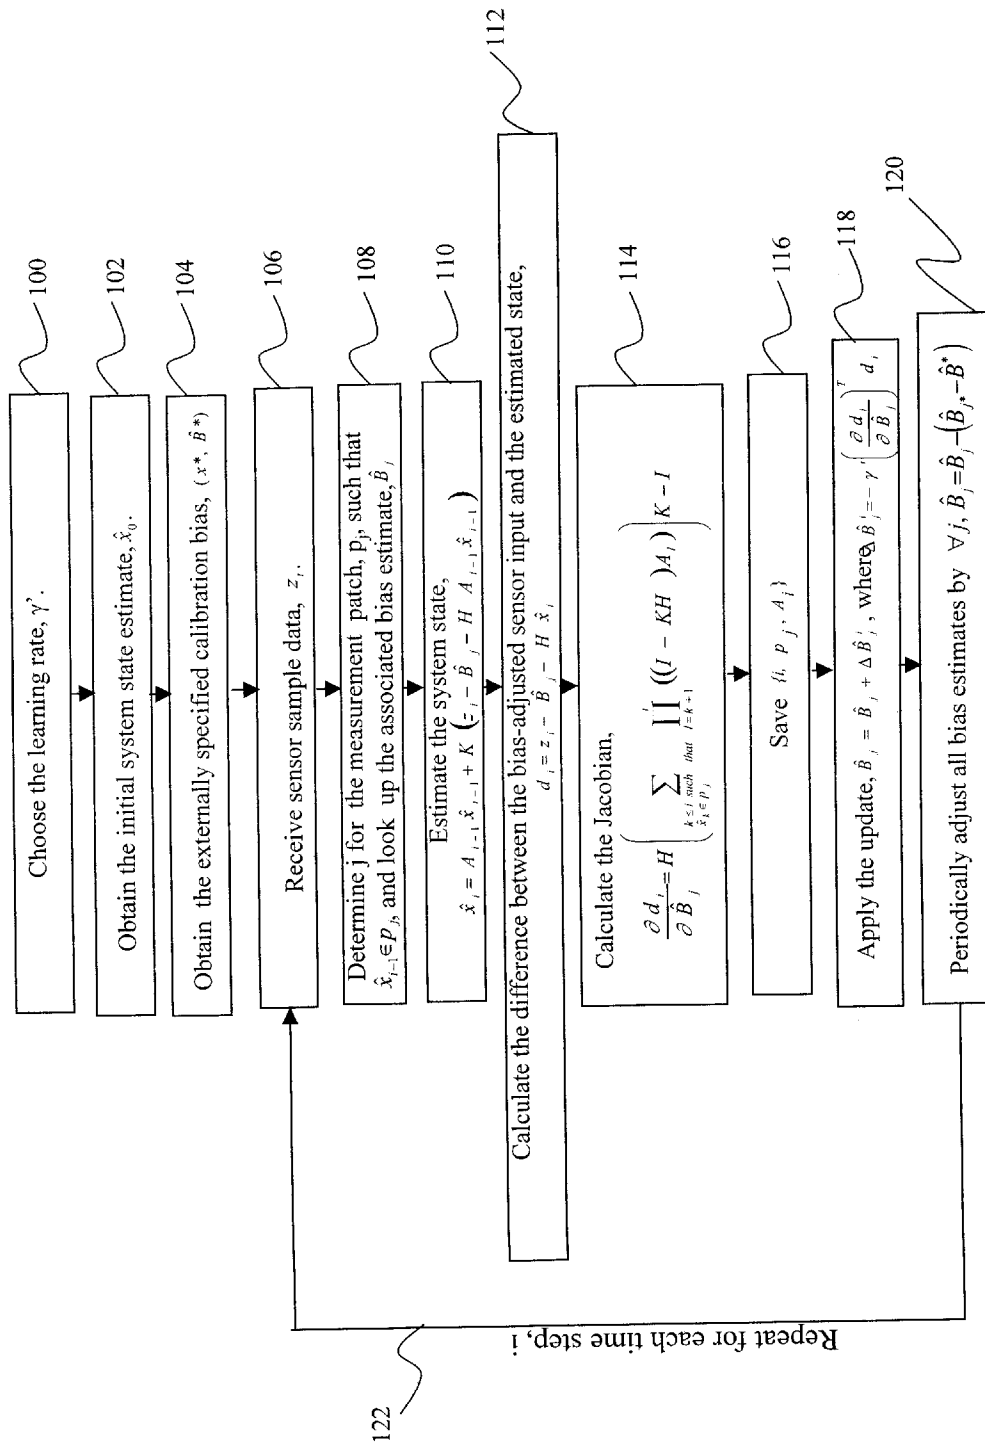 Choose the learning rate, γ'.
100
Obtain the initial system state estimate, x̂₀.
102
Obtain the externally specified calibration bias, (x*, B̂*)
104
Receive sensor sample data, zᵢ.
106
Determine j for the measurement patch, pⱼ, such that
x̂ᵢ₋₁ ∈ pⱼ, and look up the associated bias estimate, B̂ⱼ
108
Estimate the system state,
x̂ᵢ = Aᵢ₋₁ x̂ᵢ₋₁ + K (zᵢ − B̂ⱼ − H Aᵢ₋₁ x̂ᵢ₋₁)
110
Calculate the difference between the bias-adjusted sensor input and the estimated state,
dᵢ = zᵢ − B̂ⱼ − H x̂ᵢ
112
Calculate the Jacobian,
∂dᵢ/∂B̂ⱼ = H ( ∑_{k≤i such that x̂ₖ∈pⱼ} ∏_{l=k+1}^{i} ((I − KH )Aₗ) ) K − I
114
Save {i, pⱼ, Aᵢ}
116
Apply the update, B̂ⱼ = B̂ⱼ + ΔB̂ⱼ', where ΔB̂ⱼ' = − γ' (∂dᵢ/∂B̂ⱼ)ᵀ dᵢ
118
Periodically adjust all bias estimates by ∀j, B̂ⱼ = B̂ⱼ − (B̂ⱼ* − B̂*)
120
Repeat for each time step, i
122